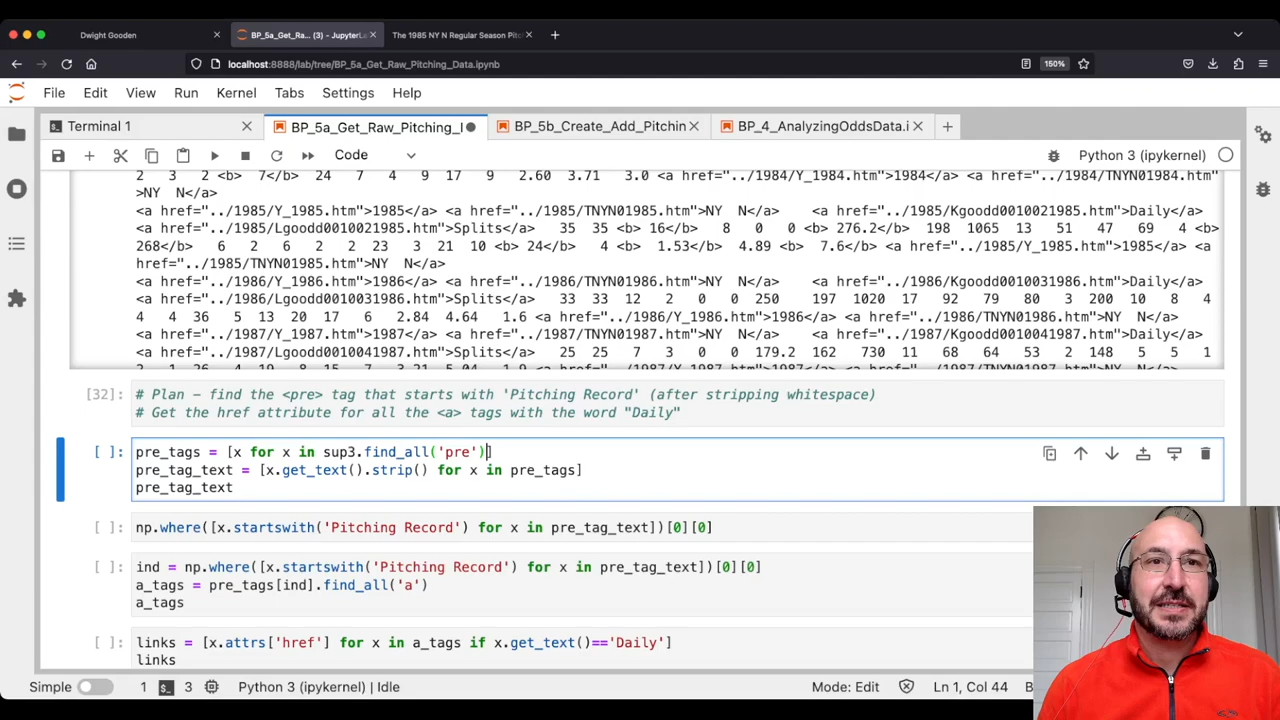 Dwight Gooden
BP_5a_Get_Ra... (3) - JupyterLa
The 1985 NY N Regular Season Pitc
localhost:8888/lab/tree/BP_5a_Get_Raw_Pitching_Data.ipynb
150%
File Edit View Run Kernel Tabs Settings Help
Terminal 1
BP_5a_Get_Raw_Pitching_I
BP_5b_Create_Add_Pitchin
BP_4_AnalyzingOddsData.i
Code
Python 3 (ipykernel)
2 3 2 <b> 7</b> 24 7 4 9 17 9 2.60 3.71 3.0 <a href="../1984/Y_1984.htm">1984</a> <a href="../1984/TNYN01984.htm"
>NY N</a>
<a href="../1985/Y_1985.htm">1985</a> <a href="../1985/TNYN01985.htm">NY N</a> <a href="../1985/Kgoodd0010021985.htm">Daily</a>
<a href="../1985/Lgoodd0010021985.htm">Splits</a> 35 35 <b> 16</b> 8 0 0 <b> 276.2</b> 198 1065 13 51 47 69 4 <b>
268</b> 6 2 6 2 2 23 3 21 10 <b> 24</b> 4 <b> 1.53</b> 4.89 <b> 7.6</b> <a href="../1985/Y_1985.htm">1985</a> <a
href="../1985/TNYN01985.htm">NY N</a>
<a href="../1986/Y_1986.htm">1986</a> <a href="../1986/TNYN01986.htm">NY N</a> <a href="../1986/Kgoodd0010031986.htm">Daily</a>
<a href="../1986/Lgoodd0010031986.htm">Splits</a> 33 33 12 2 0 0 250 197 1020 17 92 79 80 3 200 10 8 4
4 4 36 5 13 20 17 6 2.84 4.64 1.6 <a href="../1986/Y_1986.htm">1986</a> <a href="../1986/TNYN01986.htm">NY N</a>
<a href="../1987/Y_1987.htm">1987</a> <a href="../1987/TNYN01987.htm">NY N</a> <a href="../1987/Kgoodd0010041987.htm">Daily</a>
<a href="../1987/Lgoodd0010041987.htm">Splits</a> 25 25 7 3 0 0 179.2 162 730 11 68 64 53 2 148 5 5 1
[32]: # Plan – find the <pre> tag that starts with 'Pitching Record' (after stripping whitespace)
# Get the href attribute for all the <a> tags with the word "Daily"
[ ]: pre_tags = [x for x in sup3.find_all('pre')]
pre_tag_text = [x.get_text().strip() for x in pre_tags]
pre_tag_text
[ ]: np.where([x.startswith('Pitching Record') for x in pre_tag_text])[0][0]
[ ]: ind = np.where([x.startswith('Pitching Record') for x in pre_tag_text])[0][0]
a_tags = pre_tags[ind].find_all('a')
a_tags
[ ]: links = [x.attrs['href'] for x in a_tags if x.get_text()=='Daily']
links
Simple 1 3 Python 3 (ipykernel) | Idle Mode: Edit Ln 1, Col 44